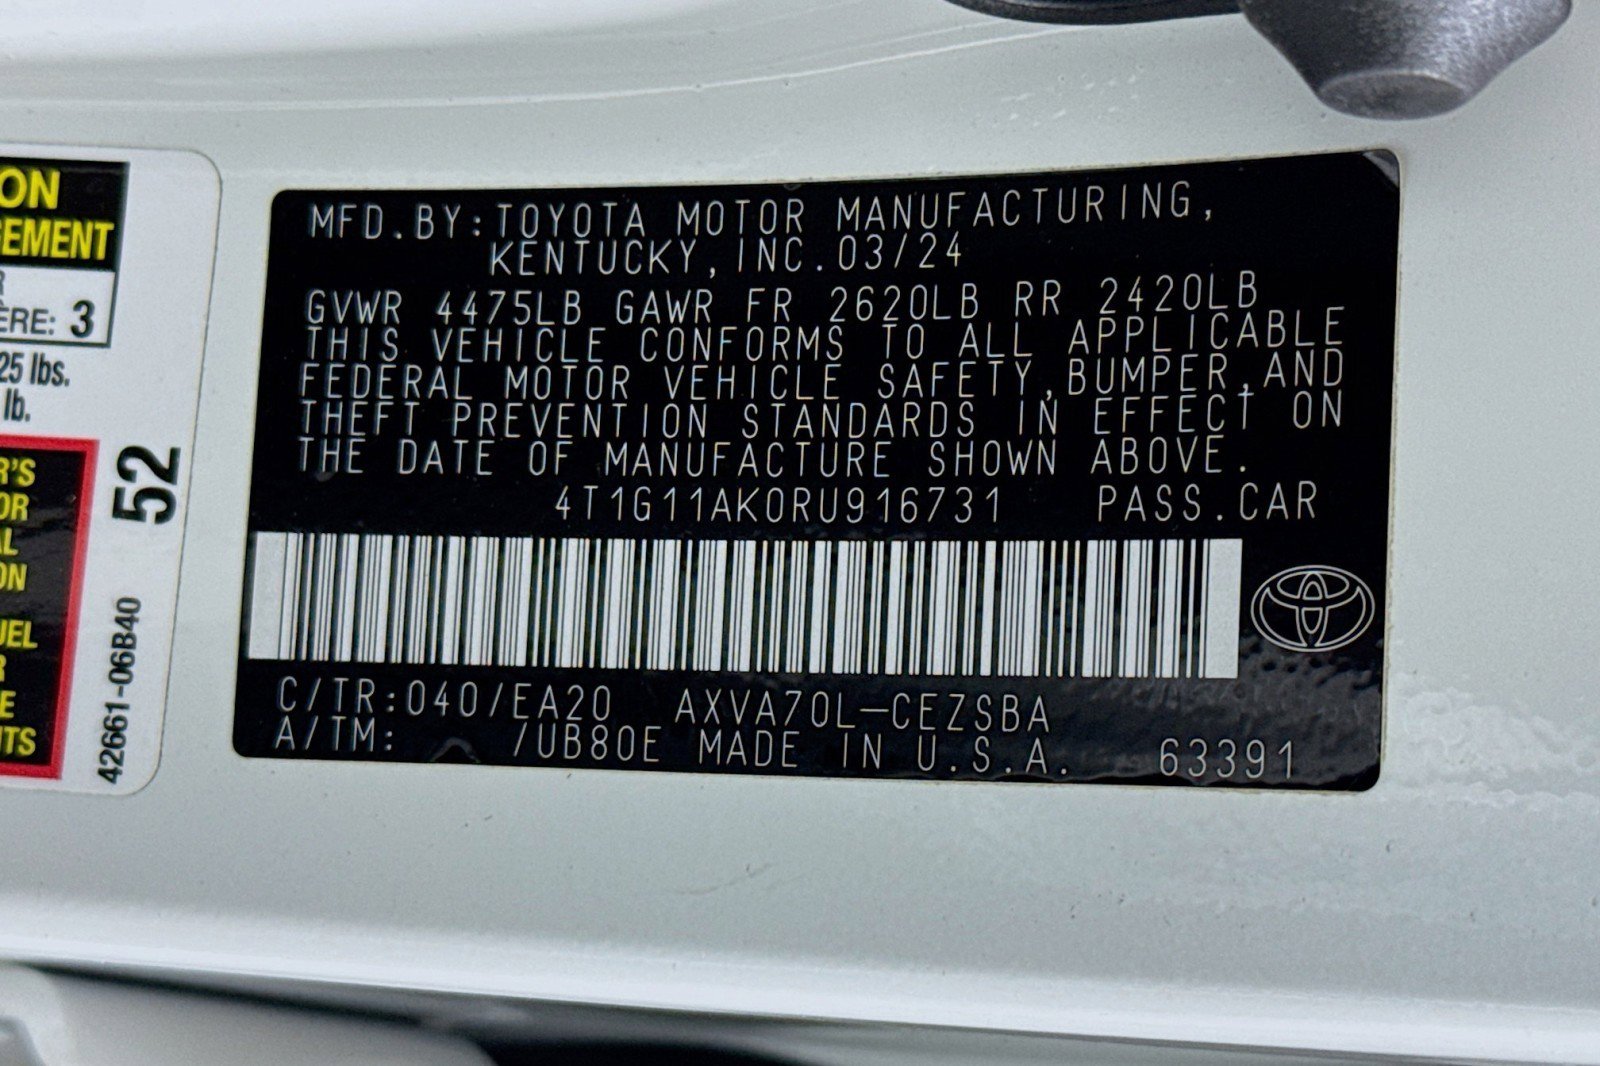 ON
EMENT
ÈRE: 3
25 lbs.
lb.
R'S
OR
AL
ON
UEL
R
E
ITS
52
42661-06B40
MFD.BY:TOYOTA MOTOR MANUFACTURING,
KENTUCKY,INC.03/24
GVWR 4475LB GAWR FR 2620LB RR 2420LB
THIS VEHICLE CONFORMS TO ALL APPLICABLE
FEDERAL MOTOR VEHICLE SAFETY,BUMPER,AND
THEFT PREVENTION STANDARDS IN EFFECT ON
THE DATE OF MANUFACTURE SHOWN ABOVE.
4T1G11AK0RU916731 PASS.CAR
C/TR:040/EA20 AXVA70L-CEZSBA
A/TM: /UB80E MADE IN U.S.A. 63391